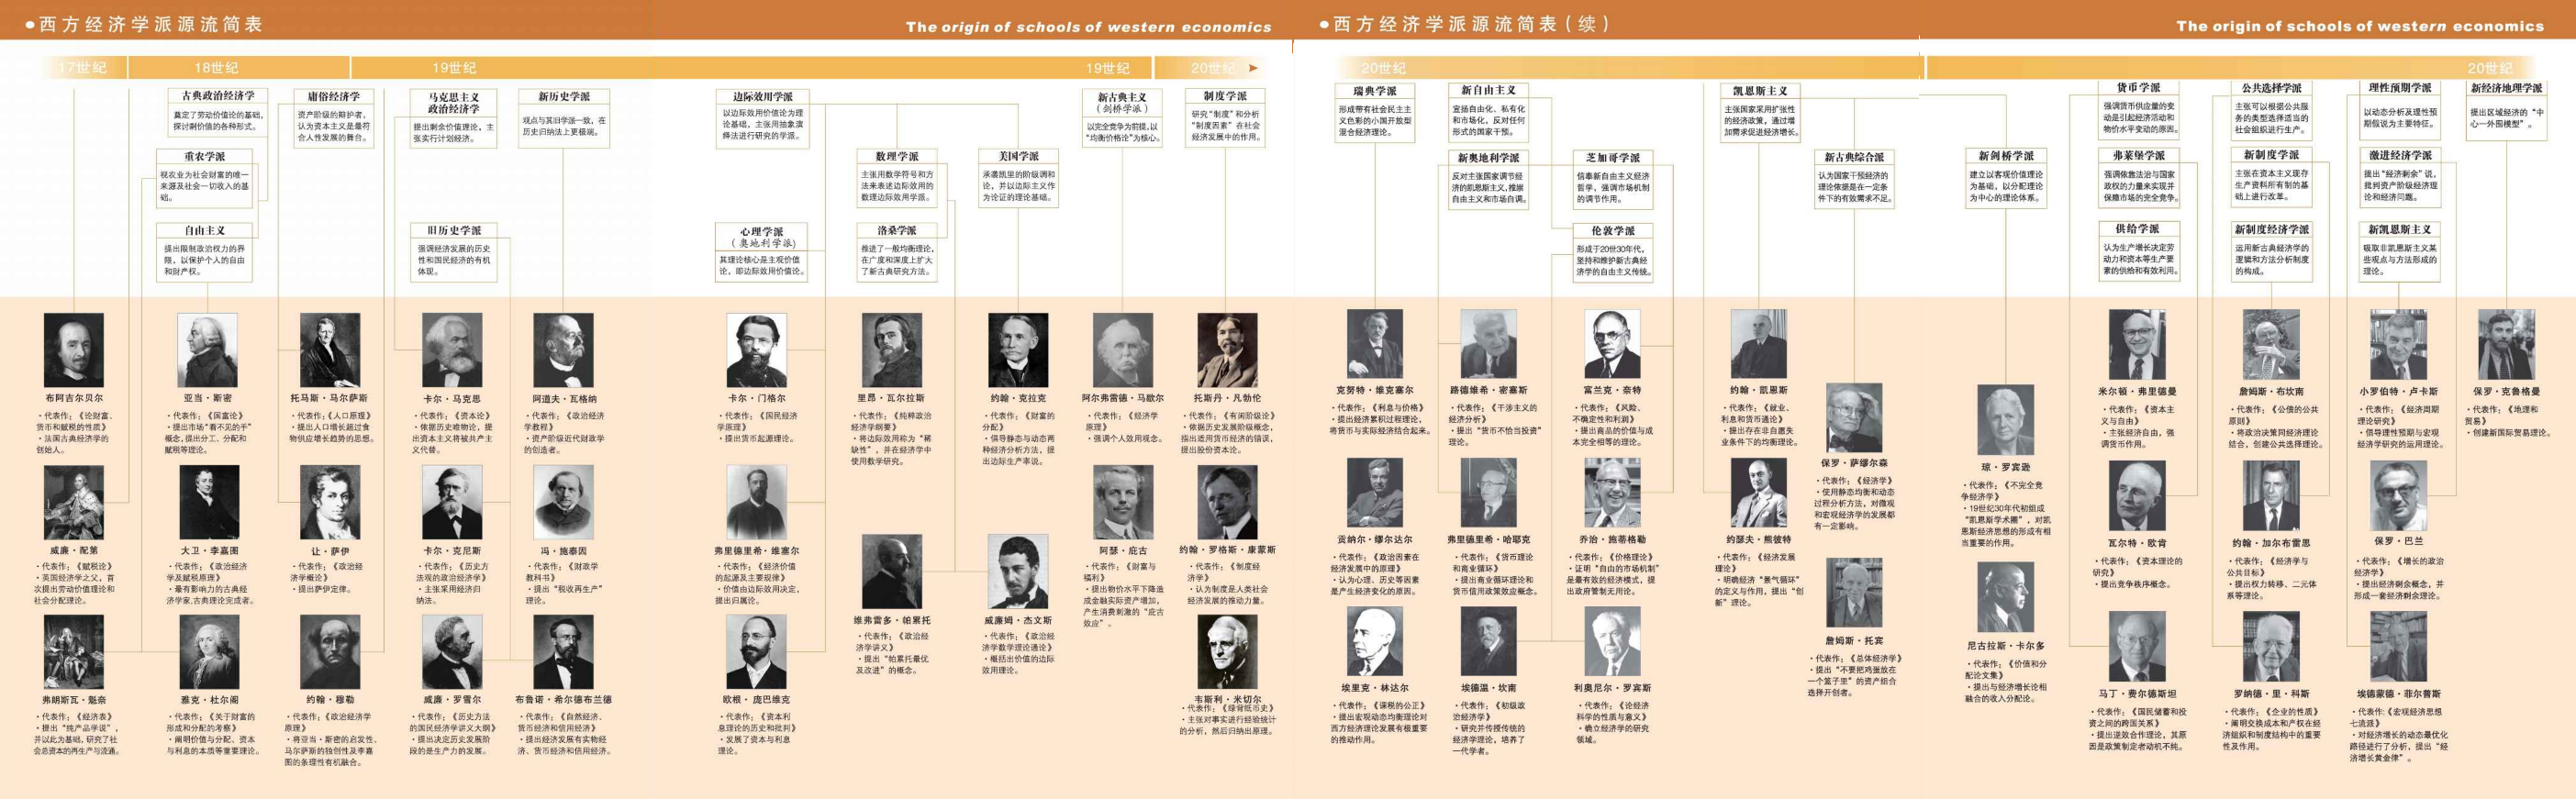 •西方经济学派源流简表
The origin of schools of western economics
•西方经济学派源流简表（续）
The origin of schools of western economics
17世纪
18世纪
19世纪
19世纪
20世纪
20世纪
20世纪
古典政治经济学
奠定了劳动价值论的基础，
探讨剩价值的各种形式。
重农学派
视农业为社会财富的唯一
来源及社会一切收入的基
础。
自由主义
提出限制政治权力的界
限，以保护个人的自由
和财产权。
庸俗经济学
资产阶级的辩护者，
认为资本主义是最符
合人性发展的舞台。
马克思主义
政治经济学
提出剩余价值理论，主
张实行计划经济。
旧历史学派
强调经济发展的历史
性和国民经济的有机
体现。
新历史学派
观点与其旧学派一致，在
历史归纳法上更极端。
边际效用学派
以边际效用价值论为理
论基础，主张用抽象演
绎法进行研究的学派。
心理学派
（奥地利学派）
其理论核心是主观价值
论，即边际效用价值论。
数理学派
主张用数学符号和方
法来表述边际效用的
数理边际效用学派。
洛桑学派
推进了一般均衡理论，
在广度和深度上扩大
了新古典研究方法。
美国学派
承袭凯里的阶级调和
论，并以边际主义作
为论证的理论基础。
新古典主义
（剑桥学派）
以完全竞争为前提，以
“均衡价格论”为核心。
制度学派
研究“制度”和分析
“制度因素”在社会
经济发展中的作用。
瑞典学派
形成带有社会民主主
义色彩的小国开放型
混合经济理论。
新自由主义
宣扬自由化、私有化
和市场化，反对任何
形式的国家干预。
新奥地利学派
反对主张国家调节经
济的凯恩斯主义，推崇
自由主义和市场自调。
芝加哥学派
信奉新自由主义经济
哲学，强调市场机制
的调节作用。
伦敦学派
形成于20世30年代，
坚持和维护新古典经
济学的自由主义传统。
凯恩斯主义
主张国家采用扩张性
的经济政策，通过增
加需求促进经济增长。
新古典综合派
认为国家干预经济的
理论依据是在一定条
件下的有效需求不足。
新剑桥学派
建立以客观价值理论
为基础，以分配理论
为中心的理论体系。
货币学派
强调货币供应量的变
动是引起经济活动和
物价水平变动的原因。
弗莱堡学派
强调依靠法治与国家
政权的力量来实现并
保障市场的完全竞争。
供给学派
认为生产增长决定劳
动力和资本等生产要
素的供给和有效利用。
公共选择学派
主张可以根据公共服
务的类型选择适当的
社会组织进行生产。
新制度学派
主张在资本主义现存
生产资料所有制的基
础上进行改革。
新制度经济学派
运用新古典经济学的
逻辑和方法分析制度
的构成。
理性预期学派
以动态分析及理性预
期假说为主要特征。
激进经济学派
提出“经济剩余”说，
批判资产阶级经济理
论和经济问题。
新凯恩斯主义
吸取非凯恩斯主义某
些观点与方法形成的
理论。
新经济地理学派
提出区域经济的“中
心—外围模型”。
布阿吉尔贝尔
·代表作：《论财富、
货币和赋税的性质》
·法国古典经济学的
创始人。
威廉·配第
·代表作：《赋税论》
·英国经济学之父，首
次提出劳动价值理论和
社会分配理论。
弗朗斯瓦·魁奈
·代表作：《经济表》
·提出“纯产品学说”，
并以此为基础，研究了社
会总资本的再生产与流通。
亚当·斯密
·代表作：《国富论》
·提出市场“看不见的手”
概念，提出分工、分配和
赋税等理论。
大卫·李嘉图
·代表作：《政治经济
学及赋税原理》
·最有影响力的古典经
济学家，古典理论完成者。
雅克·杜尔阁
·代表作：《关于财富的
形成和分配的考察》
·阐明价值与分配、资本
与利息的本质等重要理论。
托马斯·马尔萨斯
·代表作：《人口原理》
·提出人口增长超过食
物供应增长趋势的思想。
让·萨伊
·代表作：《政治经
济学概论》
·提出萨伊定律。
约翰·穆勒
·代表作：《政治经济学
原理》
·将亚当·斯密的启发性、
马尔萨斯的独创性及李嘉
图的条理性有机融合。
卡尔·马克思
·代表作：《资本论》
·依据历史唯物论，提
出资本主义将被共产主
义代替。
卡尔·克尼斯
·代表作：《历史方
法观的政治经济学》
·主张采用经济归
纳法。
威廉·罗雪尔
·代表作：《历史方法
的国民经济学讲义大纲》
·提出决定历史发展阶
段的是生产力的发展。
阿道夫·瓦格纳
·代表作：《政治经济
学教程》
·资产阶级近代财政学
的创造者。
冯·施泰因
·代表作：《财政学
教科书》
·提出“税收再生产”
理论。
布鲁诺·希尔德布兰德
·代表作：《自然经济、
货币经济和信用经济》
·提出经济发展有实物经
济、货币经济和信用经济。
卡尔·门格尔
·代表作：《国民经济
学原理》
·提出货币起源理论。
弗里德里希·维塞尔
·代表作：《经济价值
的起源及主要规律》
·价值由边际效用决定，
提出归属论。
欧根·庞巴维克
·代表作：《资本利
息理论的历史和批判》
·发展了资本与利息
理论。
里昂·瓦尔拉斯
·代表作：《纯粹政治
经济学纲要》
·将边际效用称为“稀
缺性”，并在经济学中
使用数学研究。
维弗雷多·帕累托
·代表作：《政治经
济学讲义》
·提出“帕累托最优
及改进”的概念。
约翰·克拉克
·代表作：《财富的
分配》
·倡导静态与动态两
种经济分析方法，提
出边际生产率说。
威廉姆·杰文斯
·代表作：《政治经
济学数学理论通论》
·概括出价值的边际
效用理论。
阿尔弗雷德·马歇尔
·代表作：《经济学
原理》
·强调个人效用观念。
阿瑟·庇古
·代表作：《财富与
福利》
·提出物价水平下降造
成金融实际资产增加，
产生消费刺激的“庇古
效应”。
托斯丹·凡勃伦
·代表作：《有闲阶级论》
·依据历史发展阶级概念，
指出适用货币经济的错误，
提出股份资本论。
约翰·罗格斯·康蒙斯
·代表作：《制度经
济学》
·认为制度是人类社会
经济发展的推动力量。
韦斯利·米切尔
·代表作：《绿背纸币史》
·主张对事实进行经验统计
的分析，然后归纳出原理。
克努特·维克塞尔
·代表作：《利息与价格》
·提出经济累积过程理论，
将货币与实际经济结合起来。
贡纳尔·缪尔达尔
·代表作：《政治因素在
经济发展中的原理》
·认为心理、历史等因素
是产生经济变化的原因。
埃里克·林达尔
·代表作：《课税的公正》
·提出宏观动态均衡理论对
西方经济理论发展有极重要
的推动作用。
路德维希·密塞斯
·代表作：《干涉主义的
经济分析》
·提出“货币不恰当投资”
理论。
弗里德里希·哈耶克
·代表作：《货币理论
和商业循环》
·提出商业循环理论和
货币信用政策效应概念。
埃德温·坎南
·代表作：《初级政
治经济学》
·研究并传授传统的
经济学理论，培养了
一代学者。
富兰克·奈特
·代表作：《风险、
不确定性和利润》
·提出商品的价值与成
本完全相等的理论。
乔治·施蒂格勒
·代表作：《价格理论》
·证明“自由的市场机制”
是最有效的经济模式，提
出政府管制无用论。
利奥尼尔·罗宾斯
·代表作：《论经济
科学的性质与意义》
·确立经济学的研究
领域。
约翰·凯恩斯
·代表作：《就业、
利息和货币通论》
·提出存在非自愿失
业条件下的均衡理论。
约瑟夫·熊彼特
·代表作：《经济发展
理论》
·明确经济“景气循环”
的定义与作用，提出“创
新”理论。
保罗·萨缪尔森
·代表作：《经济学》
·使用静态均衡和动态
过程分析方法，对微观
和宏观经济学的发展都
有一定影响。
詹姆斯·托宾
·代表作：《总体经济学》
·提出“不要把鸡蛋放在
一个篮子里”的资产组合
选择开创者。
琼·罗宾逊
·代表作：《不完全竞
争经济学》
·19世纪30年代初组成
“凯恩斯学术圈”，对凯
恩斯经济思想的形成有相
当重要的作用。
尼古拉斯·卡尔多
·代表作：《价值和分
配论文集》
·提出与经济增长论相
融合的收入分配论。
米尔顿·弗里德曼
·代表作：《资本主
义与自由》
·主张经济自由，强
调货币作用。
瓦尔特·欧肯
·代表作：《资本理论的
研究》
·提出竞争秩序概念。
马丁·费尔德斯坦
·代表作：《国民储蓄和投
资之间的跨国关系》
·提出逆效合作理论，其原
因是政策制定者动机不纯。
詹姆斯·布坎南
·代表作：《公债的公共
原则》
·将政治决策同经济理论
结合，创建公共选择理论。
约翰·加尔布雷思
·代表作：《经济学与
公共目标》
·提出权力转移、二元体
系等理论。
罗纳德·里·科斯
·代表作：《企业的性质》
·阐明交换成本和产权在经
济组织和制度结构中的重要
性及作用。
小罗伯特·卢卡斯
·代表作：《经济周期
理论研究》
·倡导理性预期与宏观
经济学研究的运用理论。
保罗·巴兰
·代表作：《增长的政治
经济学》
·提出经济剩余概念，并
形成一套经济剩余理论。
埃德蒙德·菲尔普斯
·代表作：《宏观经济思想
七流派》
·对经济增长的动态最优化
路径进行了分析，提出“经
济增长黄金律”。
保罗·克鲁格曼
·代表作：《地理和
贸易》
·创建新国际贸易理论。